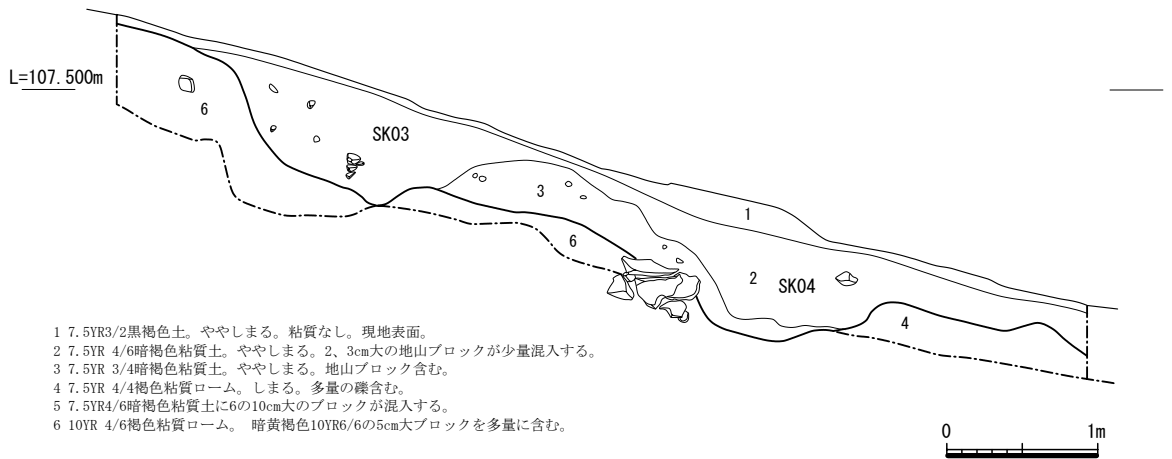 L=107.500m
6
SK03
3
1
6
2
SK04
4
1 7.5YR3/2黒褐色土。ややしまる。粘質なし。現地表面。
2 7.5YR 4/6暗褐色粘質土。ややしまる。2、3cm大の地山ブロックが少量混入する。
3 7.5YR 3/4暗褐色粘質土。ややしまる。地山ブロック含む。
4 7.5YR 4/4褐色粘質ローム。しまる。多量の礫含む。
5 7.5YR4/6暗褐色粘質土に6の10cm大のブロックが混入する。
6 10YR 4/6褐色粘質ローム。 暗黄褐色10YR6/6の5cm大ブロックを多量に含む。
0 1m